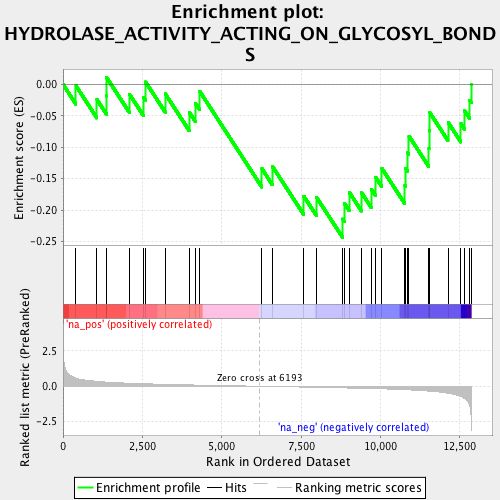 Enrichment plot:
HYDROLASE_ACTIVITY_ACTING_ON_GLYCOSYL_BOND
S
Enrichment score (ES)
0.00
-0.05
-0.10
-0.15
-0.20
-0.25
'na_pos' (positively correlated)
Ranked list metric (PreRanked)
2.5
0.0
-2.5
Zero cross at 6193
'na_neg' (negatively correlated)
0
2,500
5,000
7,500
10,000
12,500
Rank in Ordered Dataset
Enrichment profile
Hits
Ranking metric scores